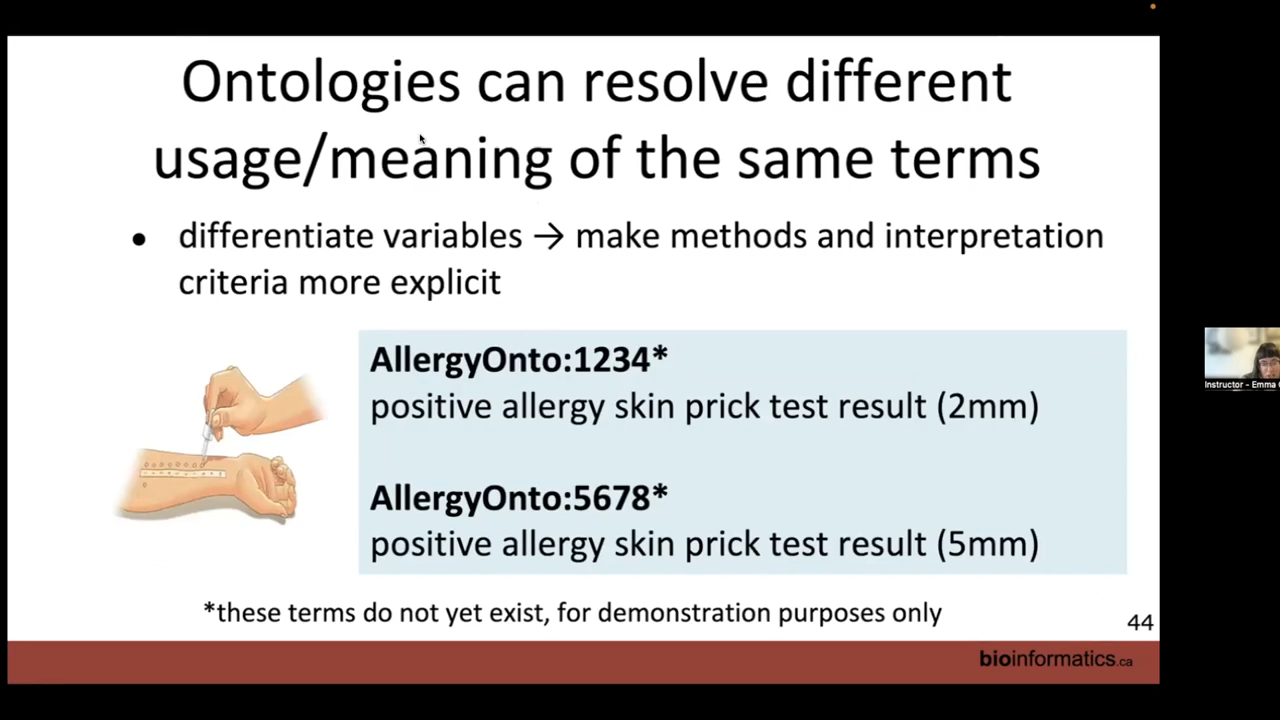 Ontologies can resolve different
usage/meaning of the same terms
● differentiate variables → make methods and interpretation
criteria more explicit
AllergyOnto:1234*
positive allergy skin prick test result (2mm)
AllergyOnto:5678*
positive allergy skin prick test result (5mm)
*these terms do not yet exist, for demonstration purposes only
44
bioinformatics.ca
Instructor - Emma